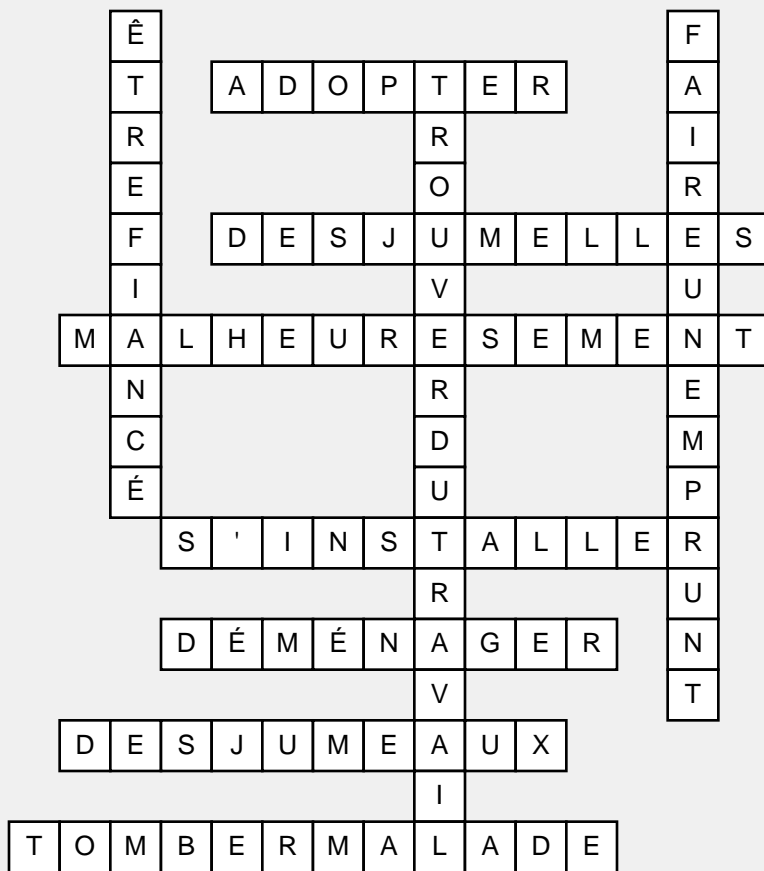 ÊTREFIANCÉ
FAIREUNEMPRUNT
ADOPTER
TROUVERDUTRAVAIL
DESJUMELLES
MALHEURESEMENT
S'INSTALLER
DÉMÉNAGER
DESJUMEAUX
TOMBERMALADE